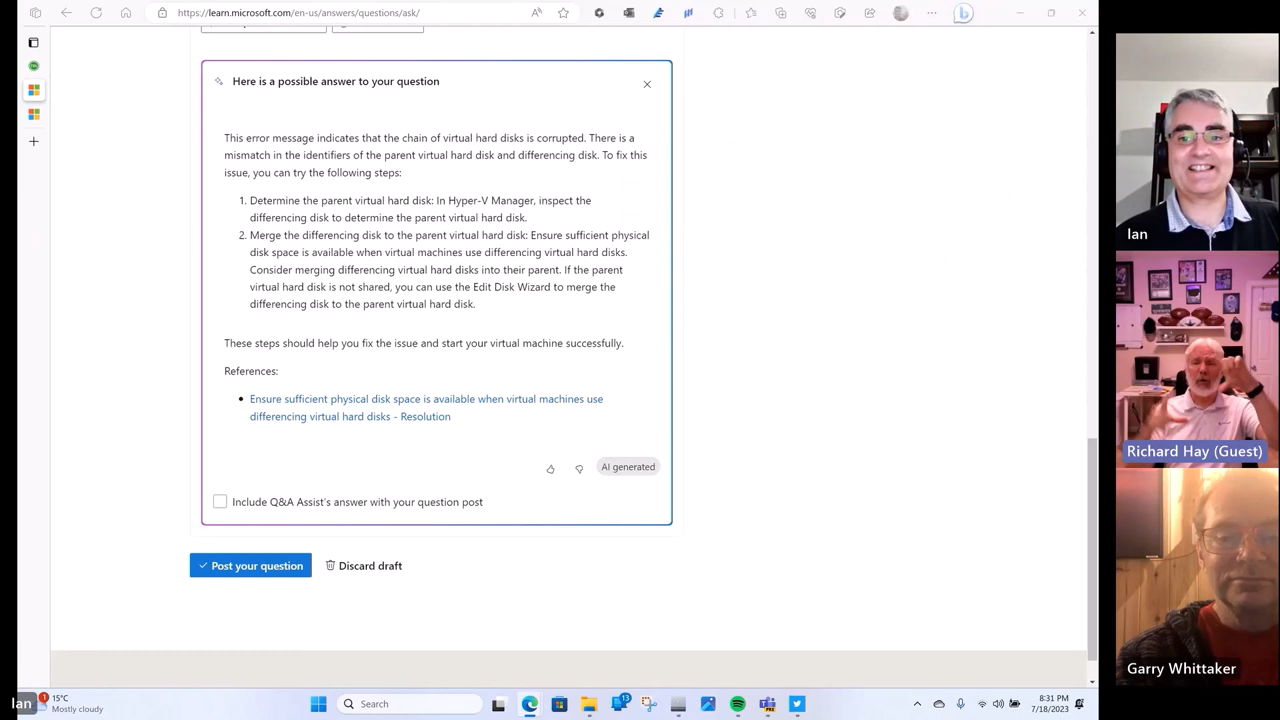 https://learn.microsoft.com/en-us/answers/questions/ask/
Here is a possible answer to your question
This error message indicates that the chain of virtual hard disks is corrupted. There is a
mismatch in the identifiers of the parent virtual hard disk and differencing disk. To fix this
issue, you can try the following steps:
1. Determine the parent virtual hard disk: In Hyper-V Manager, inspect the
differencing disk to determine the parent virtual hard disk.
2. Merge the differencing disk to the parent virtual hard disk: Ensure sufficient physical
disk space is available when virtual machines use differencing virtual hard disks.
Consider merging differencing virtual hard disks into their parent. If the parent
virtual hard disk is not shared, you can use the Edit Disk Wizard to merge the
differencing disk to the parent virtual hard disk.
These steps should help you fix the issue and start your virtual machine successfully.
References:
Ensure sufficient physical disk space is available when virtual machines use
differencing virtual hard disks - Resolution
AI generated
Include Q&A Assist's answer with your question post
Post your question
Discard draft
Ian
Richard Hay (Guest)
Garry Whittaker
Ian
1
15°C
Mostly cloudy
Search
13
8:31 PM
7/18/2023